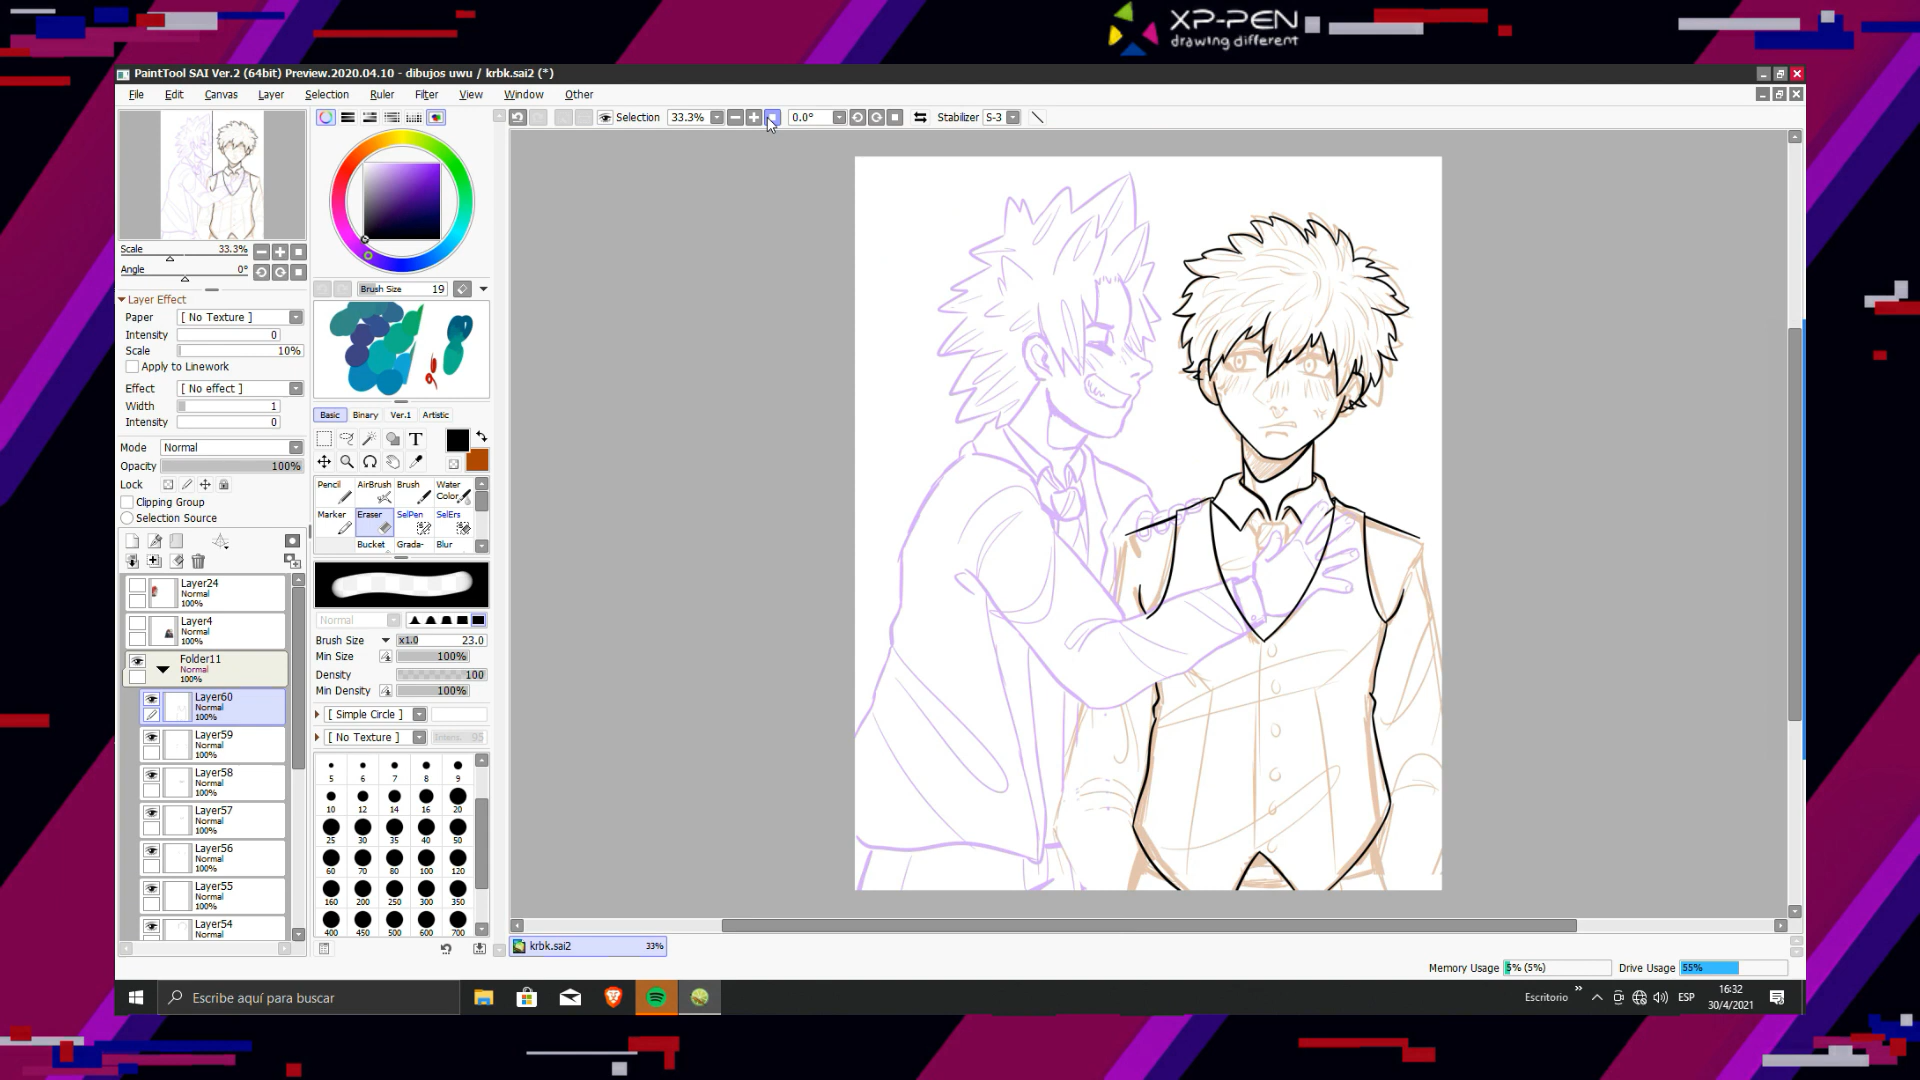 XP-PEN
drawing different
PaintTool SAI Ver.2 (64bit) Preview.2020.04.10 - dibujos uwu / krbk.sai2 (*)
File Edit Canvas Layer Selection Ruler Filter View Window Other
Selection 33.3% 0.0° Stabilizer S-3
Scale 33.3%
Angle 0°
Layer Effect
Paper [ No Texture ]
Intensity 0
Scale 10%
Apply to Linework
Effect [ No effect ]
Width 1
Intensity 0
Mode Normal
Opacity 100%
Lock
Clipping Group
Selection Source
Layer24
Normal
100%
Layer4
Normal
100%
Folder11
Normal
100%
Layer60
Normal
100%
Layer59
Normal
100%
Layer58
Normal
100%
Layer57
Normal
100%
Layer56
Normal
100%
Layer55
Normal
100%
Layer54
Normal
Brush Size 19
Basic Binary Ver.1 Artistic
T
Pencil AirBrush Brush Water Color
Marker Eraser SelPen SelErs
Bucket Grada- Blur
Normal
Brush Size x1.0 23.0
Min Size 100%
Density 100
Min Density 100%
[ Simple Circle ]
[ No Texture ] Intens. 95
5 6 7 8 9
10 12 14 16 20
25 30 35 40 50
60 70 80 100 120
160 200 250 300 350
400 450 500 600 700
krbk.sai2 33%
Memory Usage 5% (5%) Drive Usage 55%
Escribe aquí para buscar
Escritorio » ESP 16:32
30/4/2021